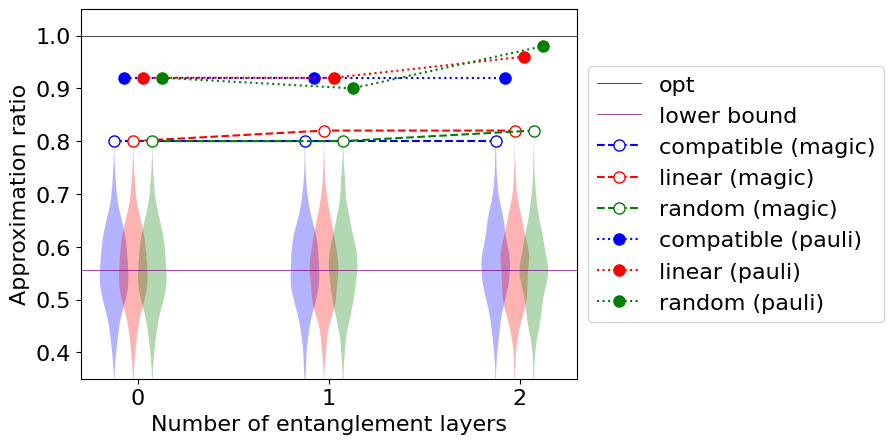 Approximation ratio
1.0
0.9
0.8
0.7
0.6
0.5
0.4
0
1
2
Number of entanglement layers
opt
lower bound
compatible (magic)
linear (magic)
random (magic)
compatible (pauli)
linear (pauli)
random (pauli)